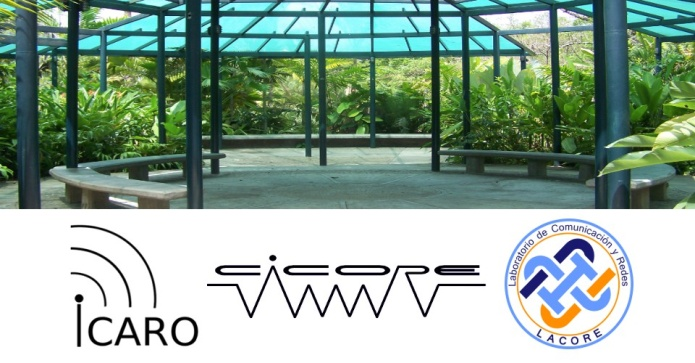 iCARO
CiCORE
Laboratorio de Comunicación y Redes
LACORE